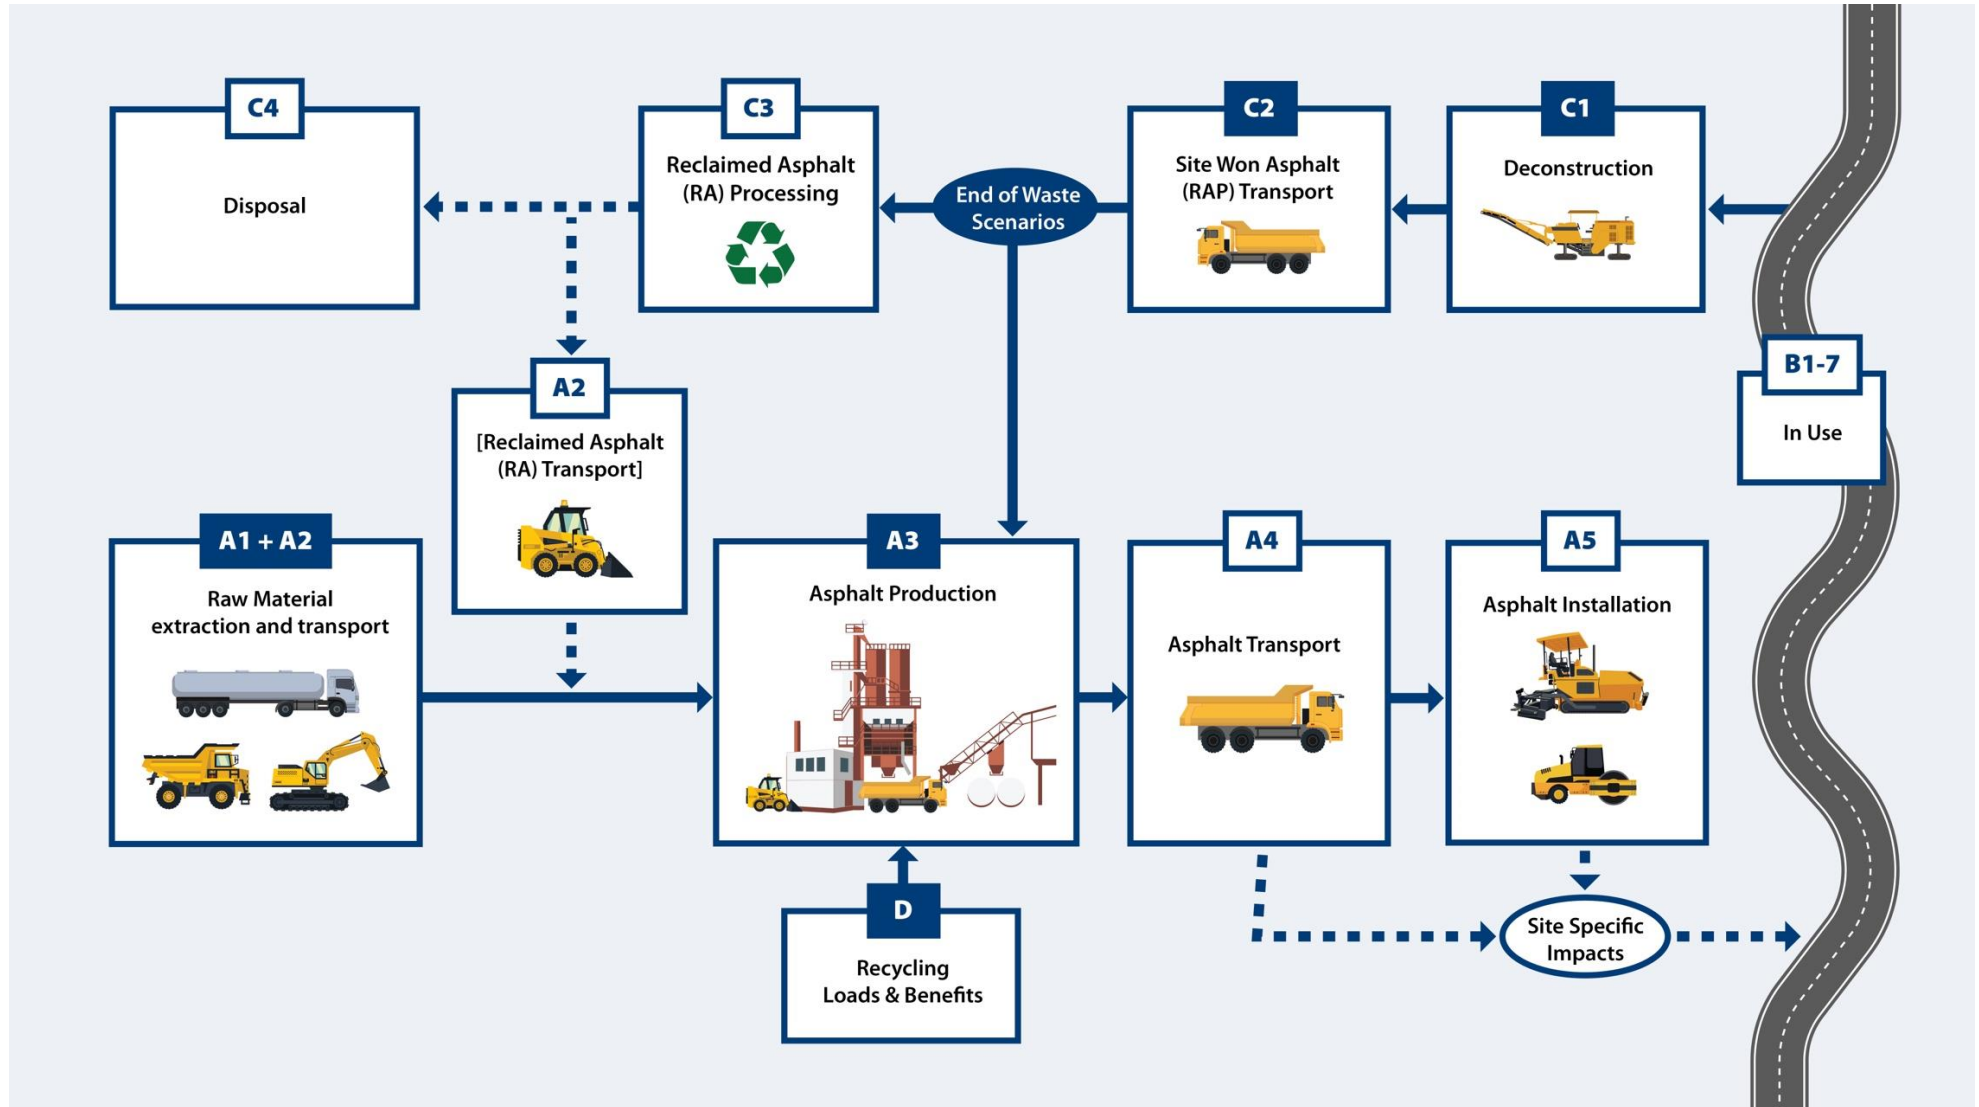 C4
Disposal
C3
Reclaimed Asphalt
(RA) Processing
End of Waste
Scenarios
C2
Site Won Asphalt
(RAP) Transport
C1
Deconstruction
B1-7
In Use
A2
[Reclaimed Asphalt
(RA) Transport]
A1 + A2
Raw Material
extraction and transport
A3
Asphalt Production
A4
Asphalt Transport
A5
Asphalt Installation
D
Recycling
Loads & Benefits
Site Specific
Impacts